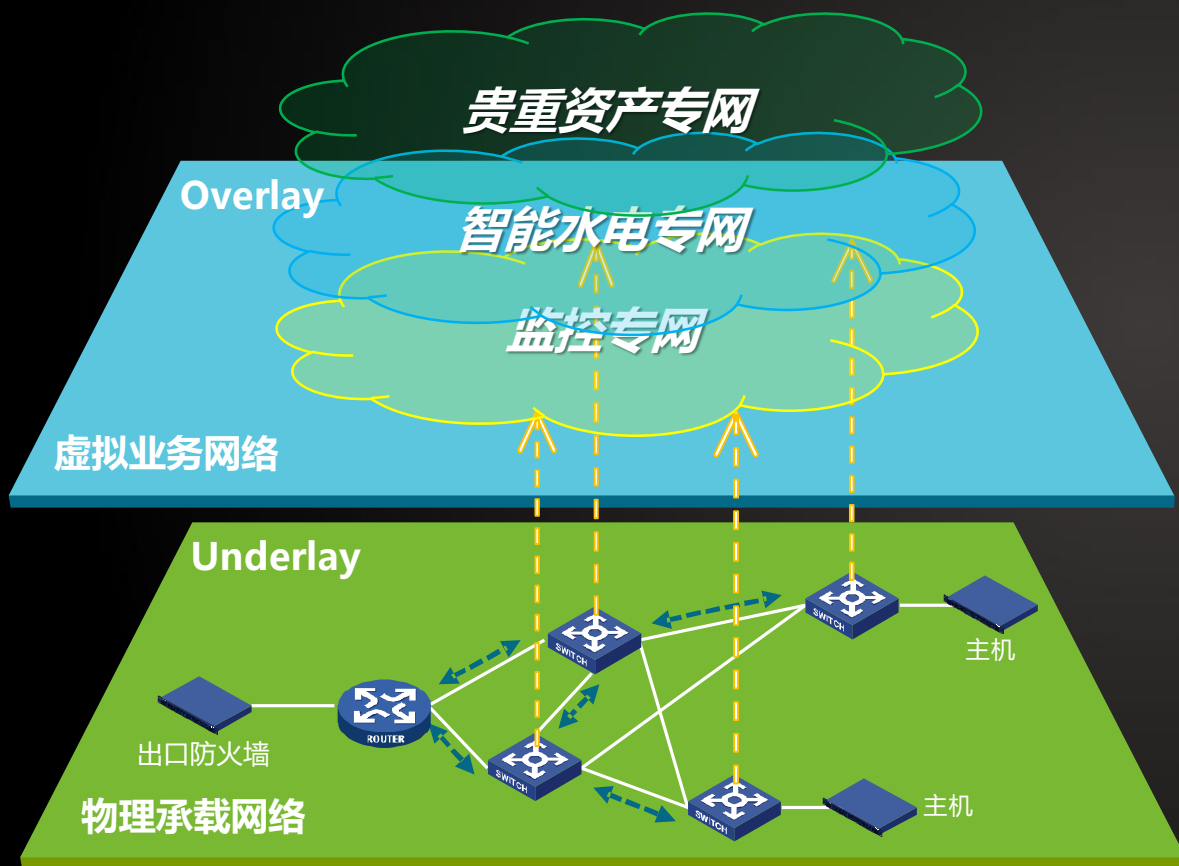 贵重资产专网
Overlay
智能水电专网
监控专网
虚拟业务网络
Underlay
SWITCH
SWITCH
主机
ROUTER
出口防火墙
SWITCH
物理承载网络
SWITCH
主机